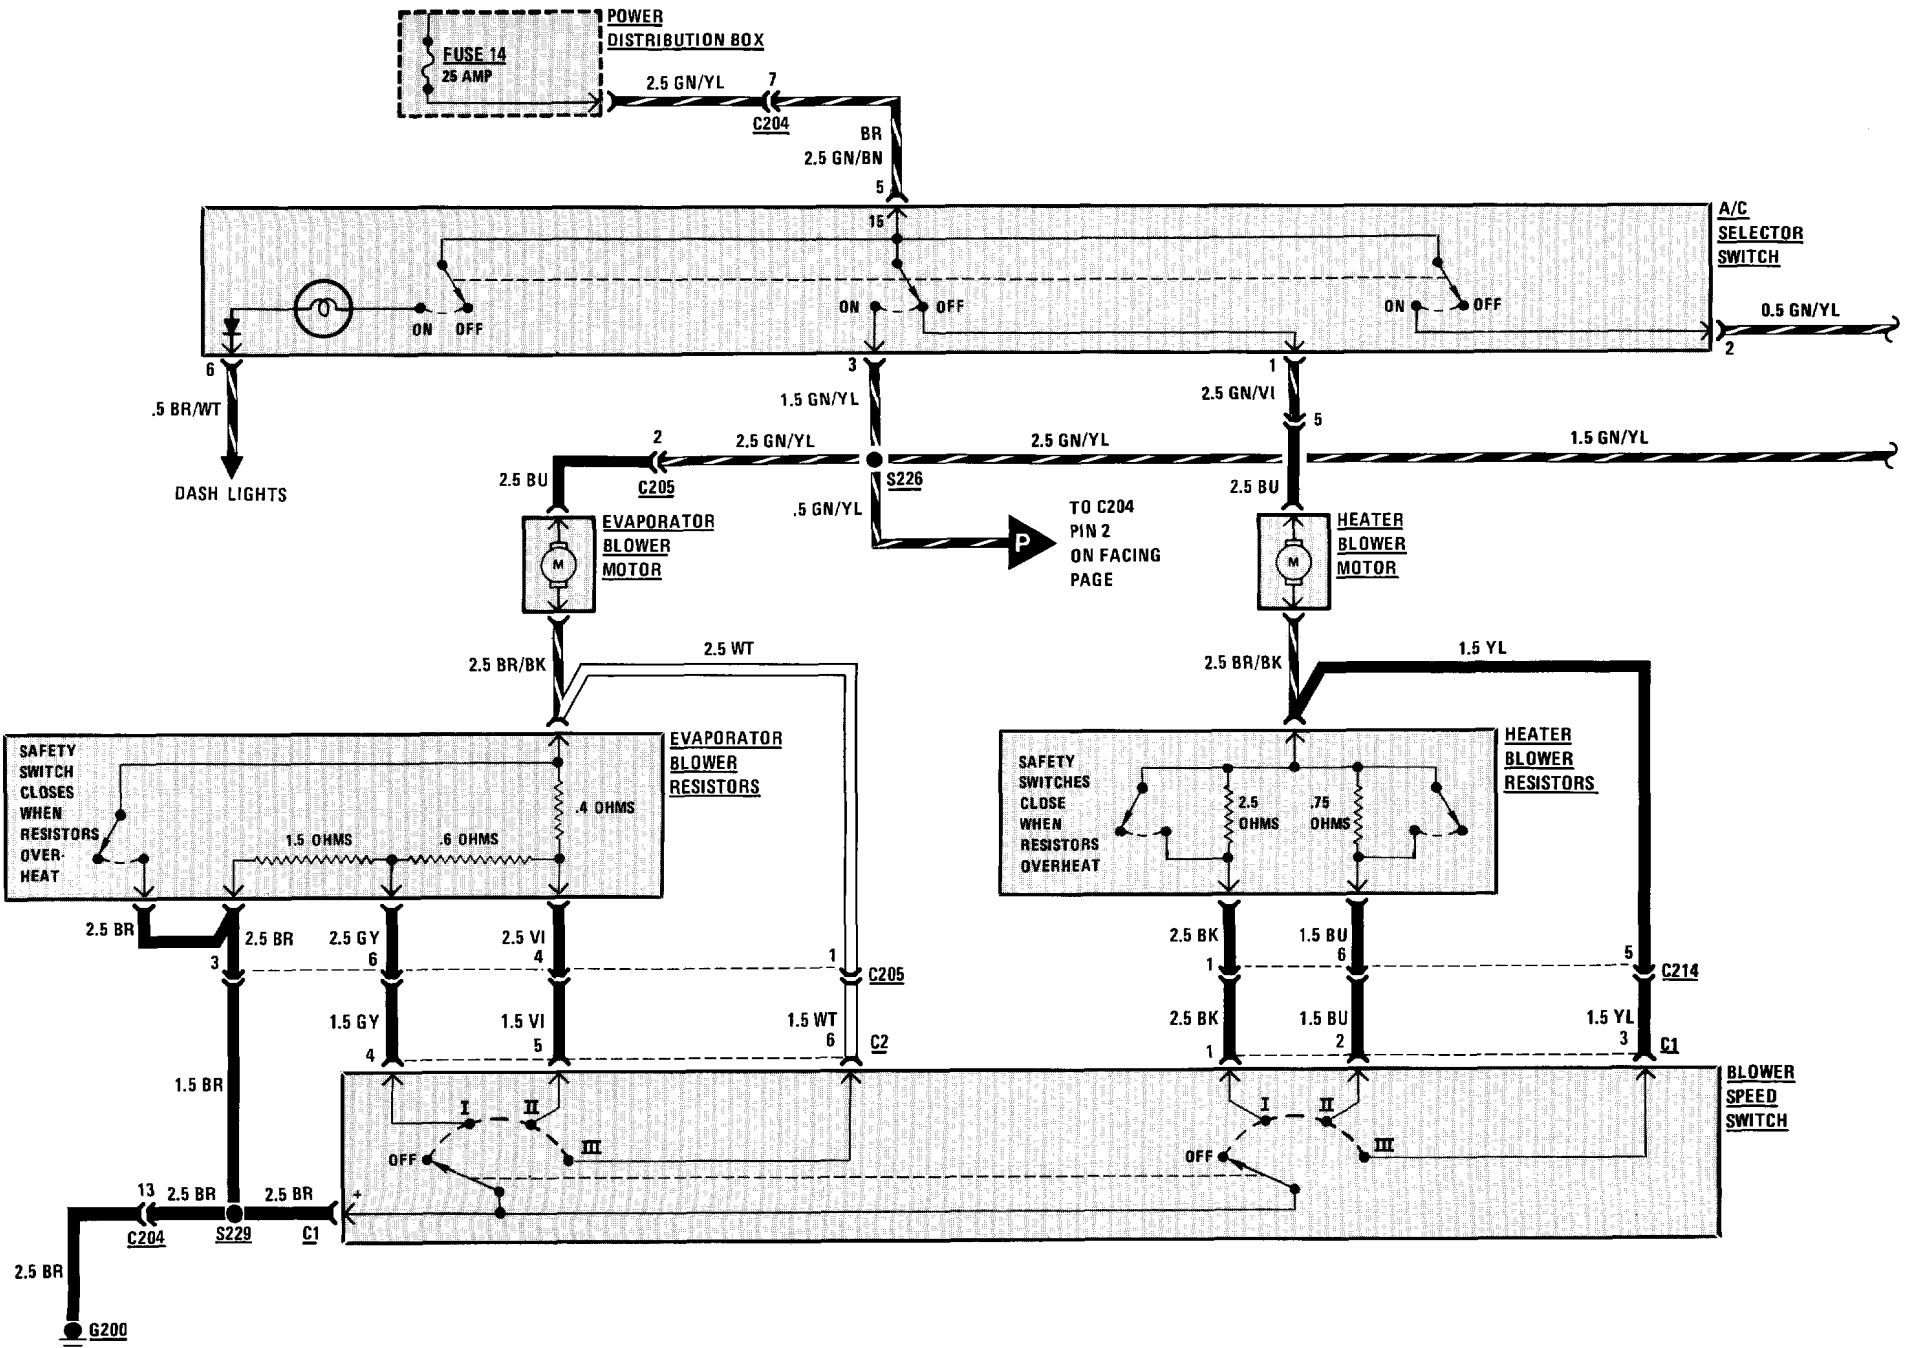 POWER
DISTRIBUTION BOX
FUSE 14
25 AMP
2.5 GN/YL
7
C204
BR
2.5 GN/BN
5
15
A/C
SELECTOR
SWITCH
ON
OFF
ON
OFF
ON
OFF
0.5 GN/YL
2
6
3
1
.5 BR/WT
1.5 GN/YL
2.5 GN/VI
5
DASH LIGHTS
2
2.5 GN/YL
2.5 GN/YL
1.5 GN/YL
2.5 BU
C205
S226
2.5 BU
.5 GN/YL
P
TO C204
PIN 2
ON FACING
PAGE
EVAPORATOR
BLOWER
MOTOR
M
HEATER
BLOWER
MOTOR
M
2.5 BR/BK
2.5 WT
2.5 BR/BK
1.5 YL
SAFETY
SWITCH
CLOSES
WHEN
RESISTORS
OVER-
HEAT
1.5 OHMS
.6 OHMS
.4 OHMS
EVAPORATOR
BLOWER
RESISTORS
SAFETY
SWITCHES
CLOSE
WHEN
RESISTORS
OVERHEAT
2.5
OHMS
.75
OHMS
HEATER
BLOWER
RESISTORS
2.5 BR
2.5 BR
2.5 GY
2.5 VI
2.5 BK
1.5 BU
3
6
4
1
C205
1
6
5
C214
1.5 GY
1.5 VI
1.5 WT
2.5 BK
1.5 BU
1.5 YL
4
5
6
C2
1
2
3
C1
1.5 BR
BLOWER
SPEED
SWITCH
I
II
III
OFF
I
II
III
OFF
13
2.5 BR
2.5 BR
+
C204
S229
C1
2.5 BR
G200